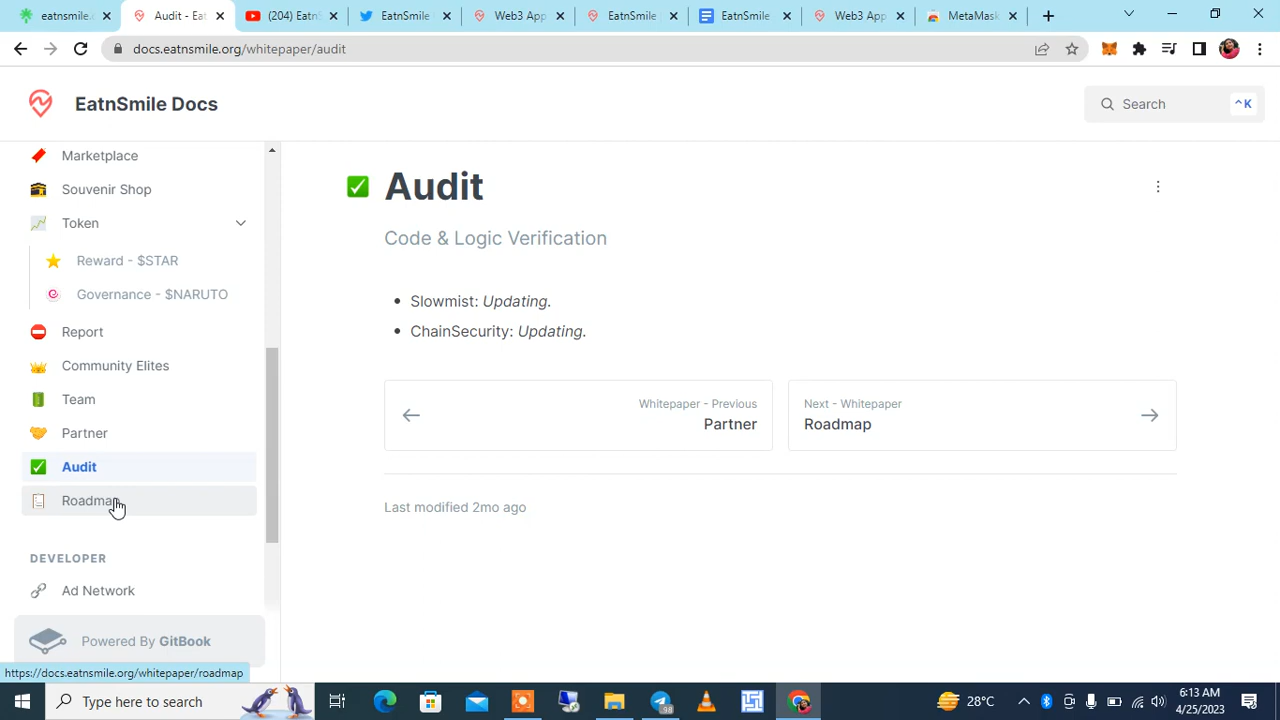 eatnsmile.
Audit - Eat
(204) EatnS
EatnSmile
Web3 App
EatnSmile
EatnSmile
Web3 App
MetaMask
docs.eatnsmile.org/whitepaper/audit
EatnSmile Docs
Search
^K
Marketplace
Souvenir Shop
Token
Reward - $STAR
Governance - $NARUTO
Report
Community Elites
Team
Partner
Audit
Roadmap
DEVELOPER
Ad Network
Powered By GitBook
Audit
Code & Logic Verification
• Slowmist: Updating.
• ChainSecurity: Updating.
Whitepaper - Previous
Partner
Next - Whitepaper
Roadmap
Last modified 2mo ago
https://docs.eatnsmile.org/whitepaper/roadmap
Type here to search
98
28°C
6:13 AM
4/25/2023